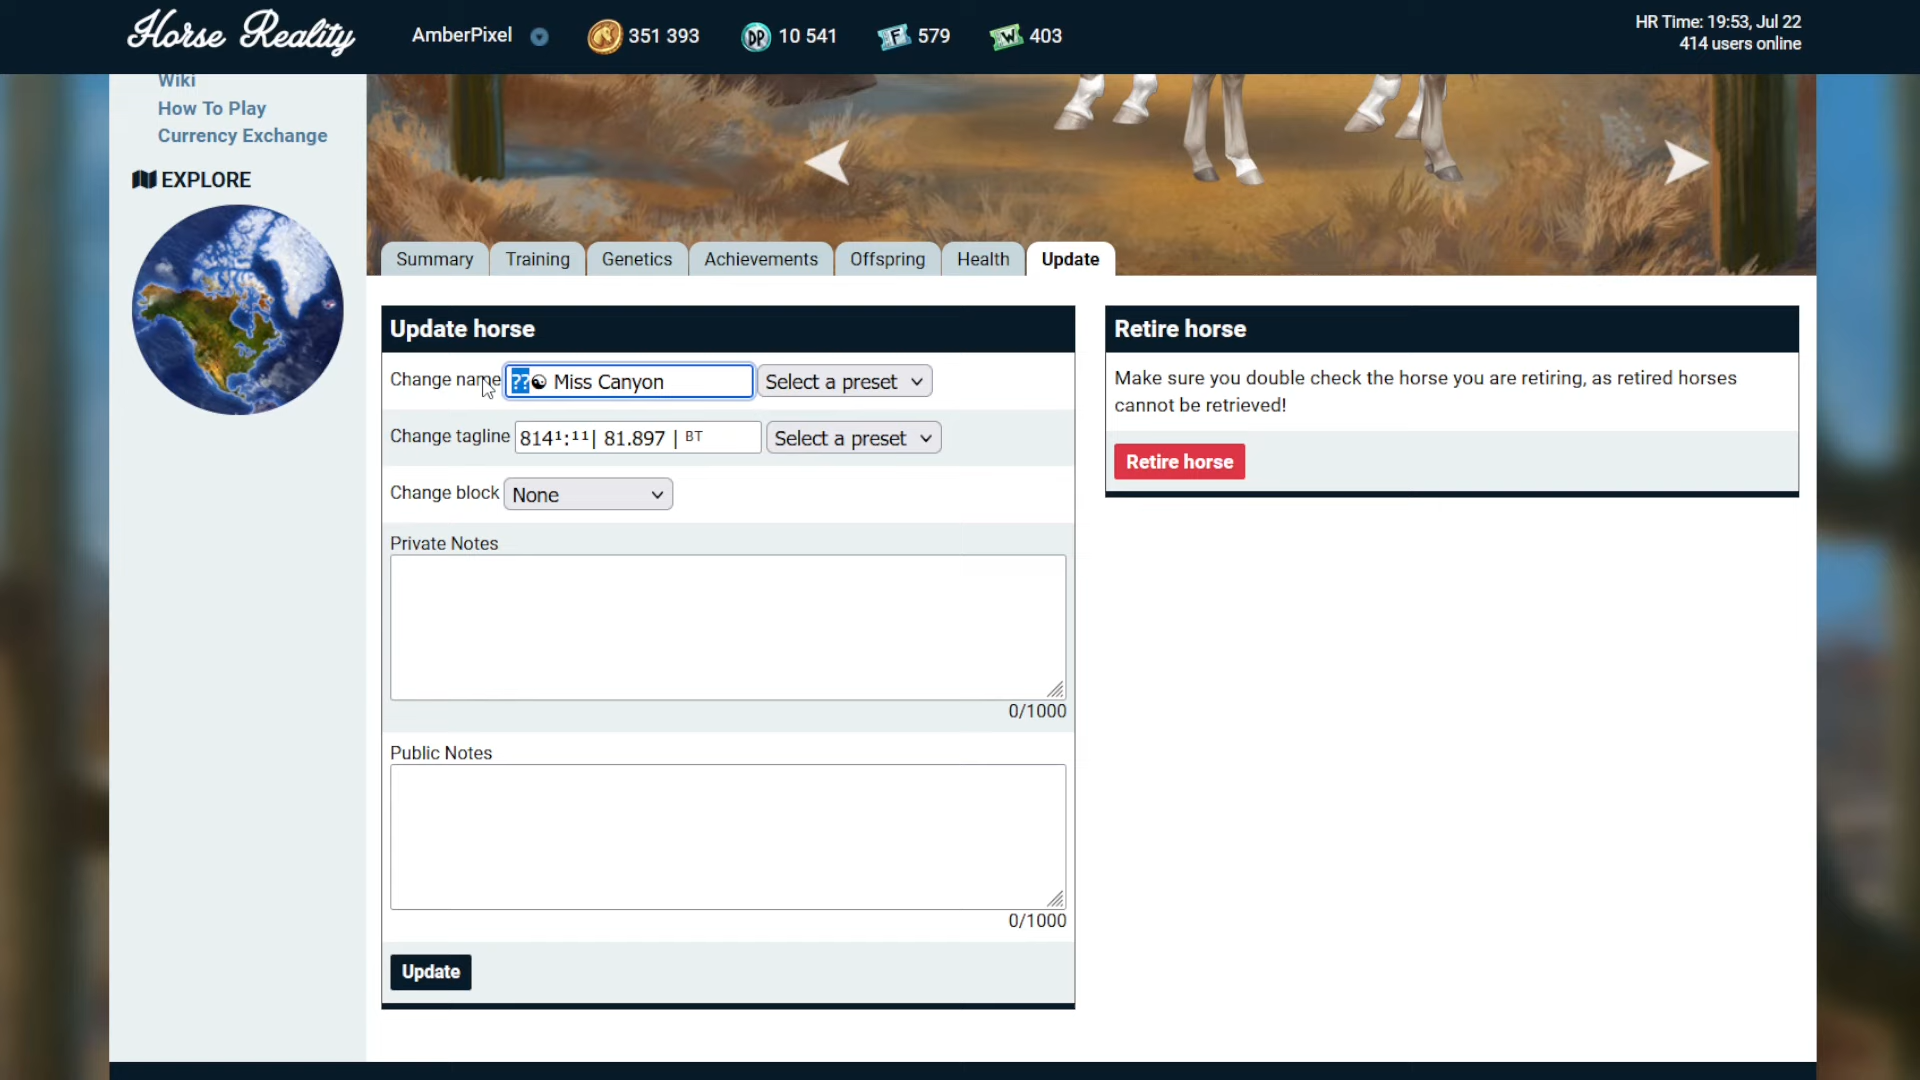 Horse Reality
AmberPixel
351 393
DP
10 541
F
579
W
403
HR Time: 19:53, Jul 22
414 users online
Wiki
How To Play
Currency Exchange
EXPLORE
Summary
Training
Genetics
Achievements
Offspring
Health
Update
Update horse
Change name
??☯ Miss Canyon
Select a preset
Change tagline
814¹:¹¹| 81.897 | ᴮᵀ
Select a preset
Change block
None
Private Notes
0/1000
Public Notes
0/1000
Update
Retire horse
Make sure you double check the horse you are retiring, as retired horses
cannot be retrieved!
Retire horse